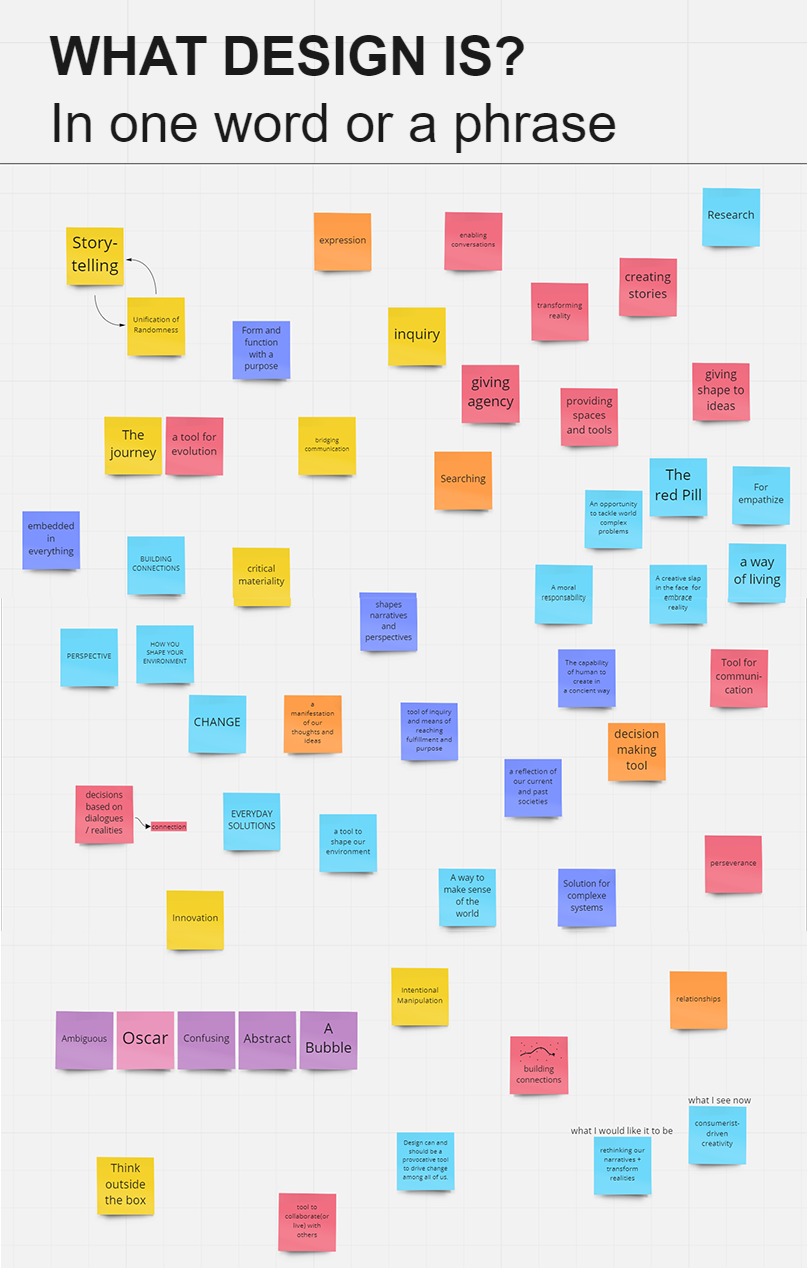 WHAT DESIGN IS?
In one word or a phrase
Research
Story-
telling
expression
enabling
conversations
creating
stories
transforming
reality
Unification of
Randomness
Form and
function
with a
purpose
inquiry
giving
agency
providing
spaces
and tools
giving
shape to
ideas
The
journey
a tool for
evolution
bridging
communication
Searching
The
red Pill
For
empathize
An opportunity
to tackle world
complex
problems
embedded
in
everything
BUILDING
CONNECTIONS
critical
materiality
a way
of living
A moral
responsability
A creative slap
in the face for
embrace
reality
shapes
narratives
and
perspectives
PERSPECTIVE
HOW YOU
SHAPE YOUR
ENVIRONMENT
The capability
of human to
create in
a concient way
Tool for
communi-
cation
CHANGE
a
manifestation
of our
thoughts and
ideas
tool of inquiry
and means of
reaching
fulfillment and
purpose
decision
making
tool
a reflection of
our current
and past
societies
decisions
based on
dialogues
/ realities
connection
EVERYDAY
SOLUTIONS
a tool to
shape our
environment
perseverance
A way to
make sense
of the
world
Solution for
complexe
systems
Innovation
Intentional
Manipulation
relationships
Ambiguous
Oscar
Confusing
Abstract
A
Bubble
building
connections
what I see now
consumerist-
driven
creativity
what I would like it to be
rethinking our
narratives +
transform
realities
Design can and
should be a
provocative tool
to drive change
among all of us.
Think
outside
the box
tool to
collaborate(or
live) with
others